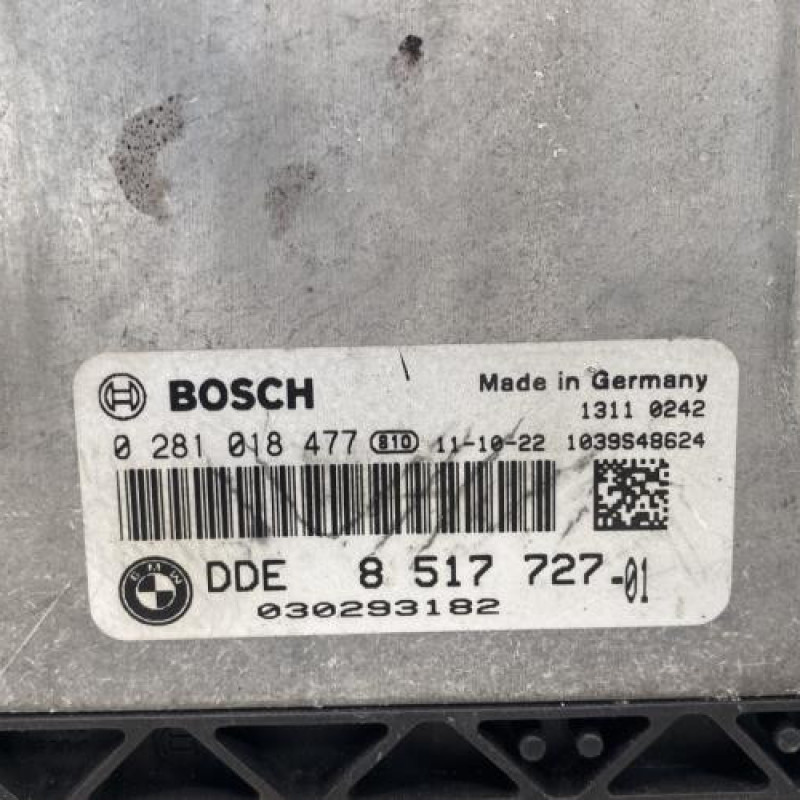 BOSCH Made in Germany
1311 0242
0 281 018 477 810 11-10-22 1039S48624
BMW DDE 8 517 727-01
030293182